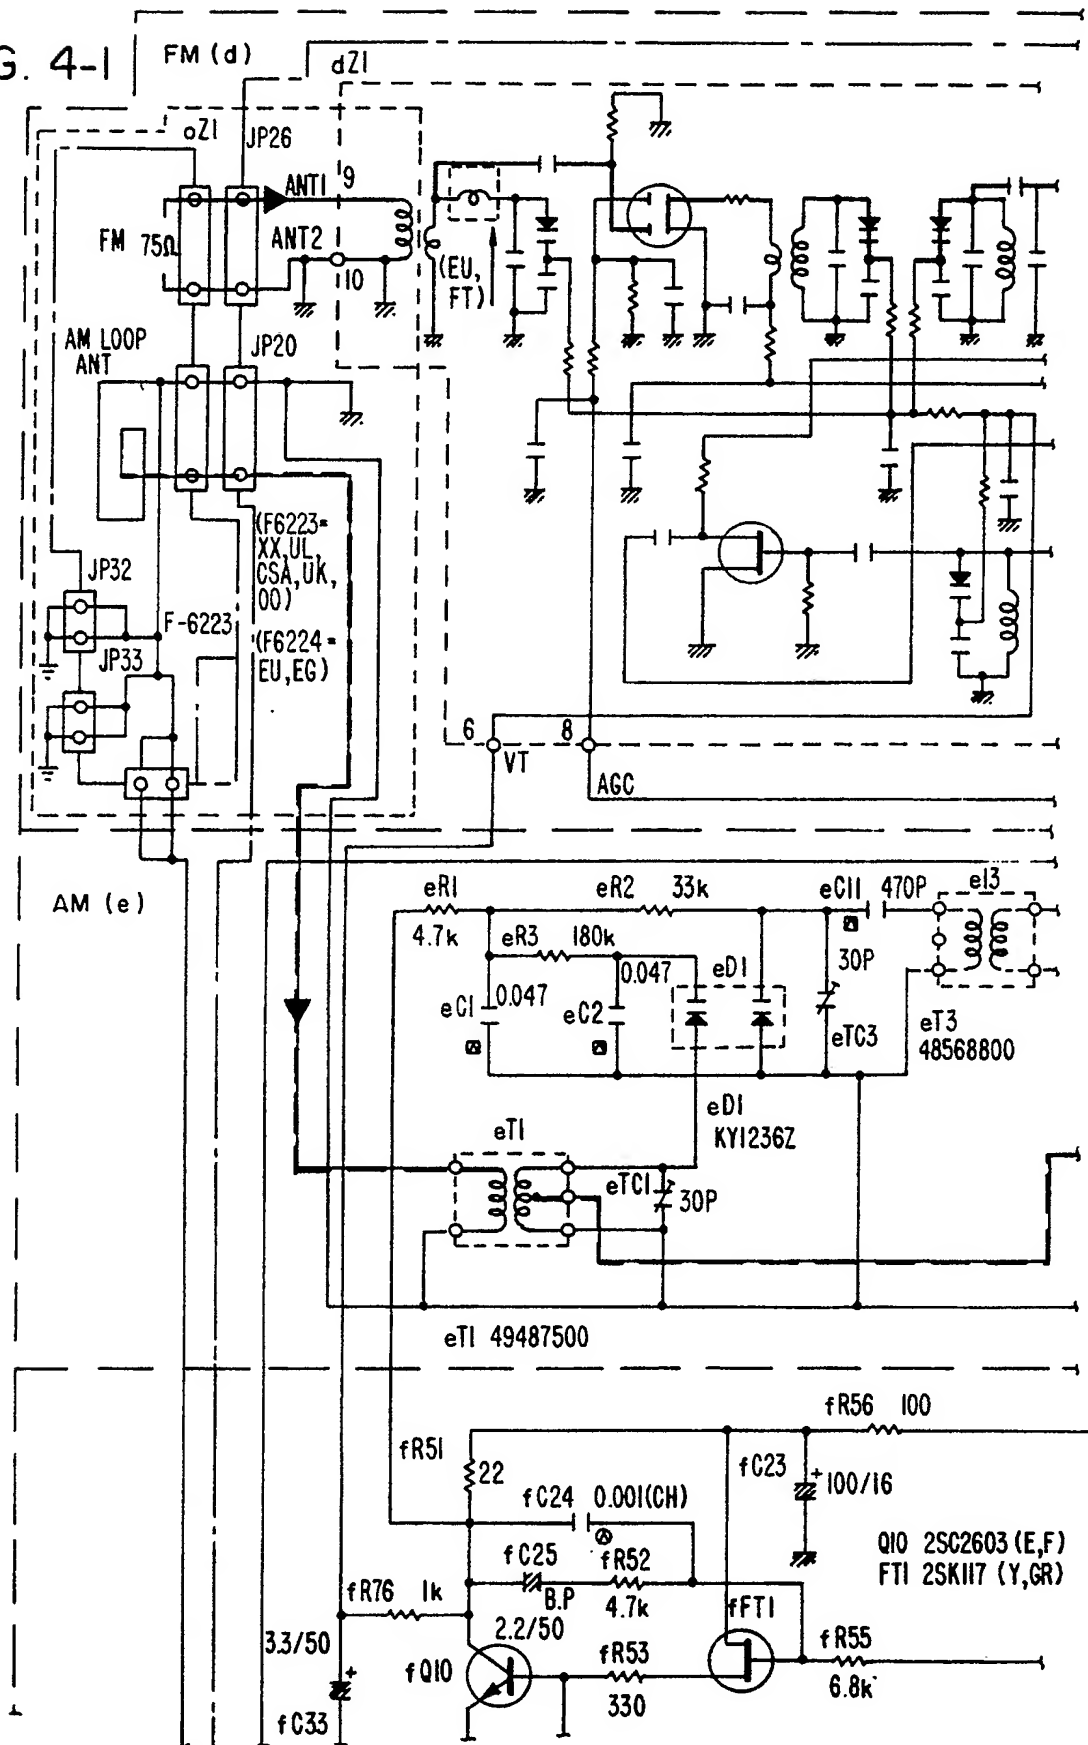 G. 4-1
FM (d)
dZ1
oZ1
JP26
ANT1
9
FM
75Ω
ANT2
10
(EU,
FT)
AM LOOP
ANT
JP20
(F6223=
XX,UL,
CSA,UK,
00)
JP32
F-6223
(F6224=
EU,EG)
JP33
6
VT
8
AGC
AM (e)
eR1
4.7k
eR2
33k
eC11
470P
eI3
eR3
180k
0.047
eD1
30P
eC1
0.047
eC2
eTC3
eT3
48568800
eD1
KY1236Z
eT1
eTC1
30P
eT1 49487500
fR56
100
fR51
22
fC23
+
100/16
fC24
0.001(CH)
A
Q10 2SC2603 (E,F)
FT1 2SK117 (Y,GR)
fC25
fR52
fR76
1k
B.P
4.7k
fFT1
3.3/50
2.2/50
+
fQ10
fR53
330
fR55
6.8k
fC33